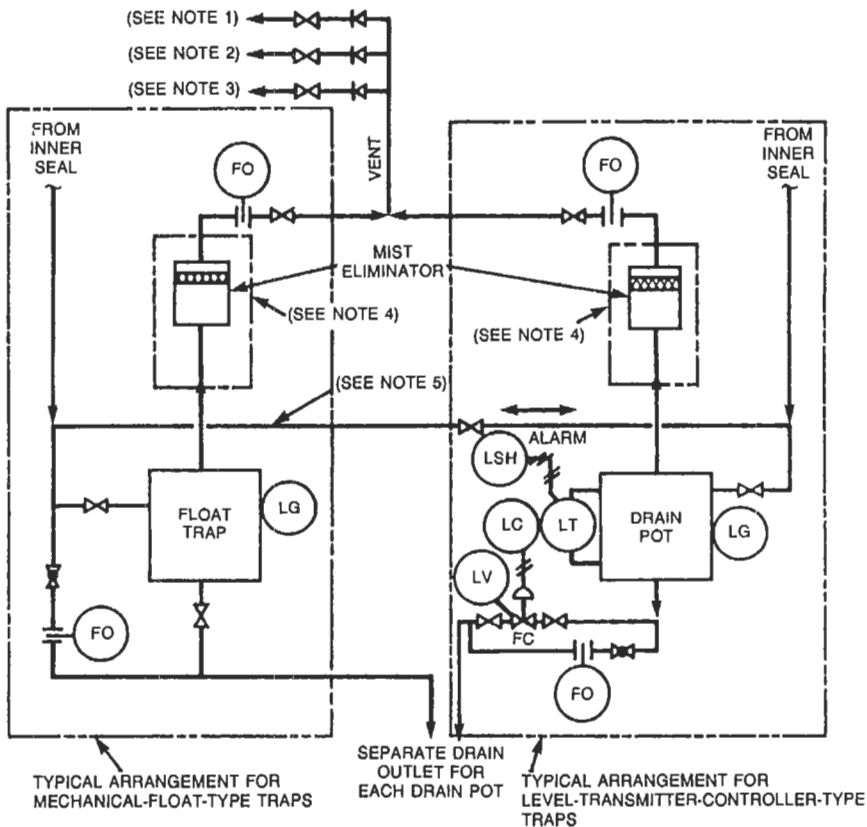 (SEE NOTE 1)
(SEE NOTE 2)
(SEE NOTE 3)
FROM
INNER
SEAL
FO
VENT
FO
FROM
INNER
SEAL
MIST
ELIMINATOR
(SEE NOTE 4)
(SEE NOTE 4)
(SEE NOTE 5)
ALARM
LSH
FLOAT
TRAP
LG
LC
LT
DRAIN
POT
LG
LV
FC
FO
FO
SEPARATE DRAIN
OUTLET FOR
EACH DRAIN POT
TYPICAL ARRANGEMENT FOR
MECHANICAL-FLOAT-TYPE TRAPS
TYPICAL ARRANGEMENT FOR
LEVEL-TRANSMITTER-CONTROLLER-TYPE
TRAPS